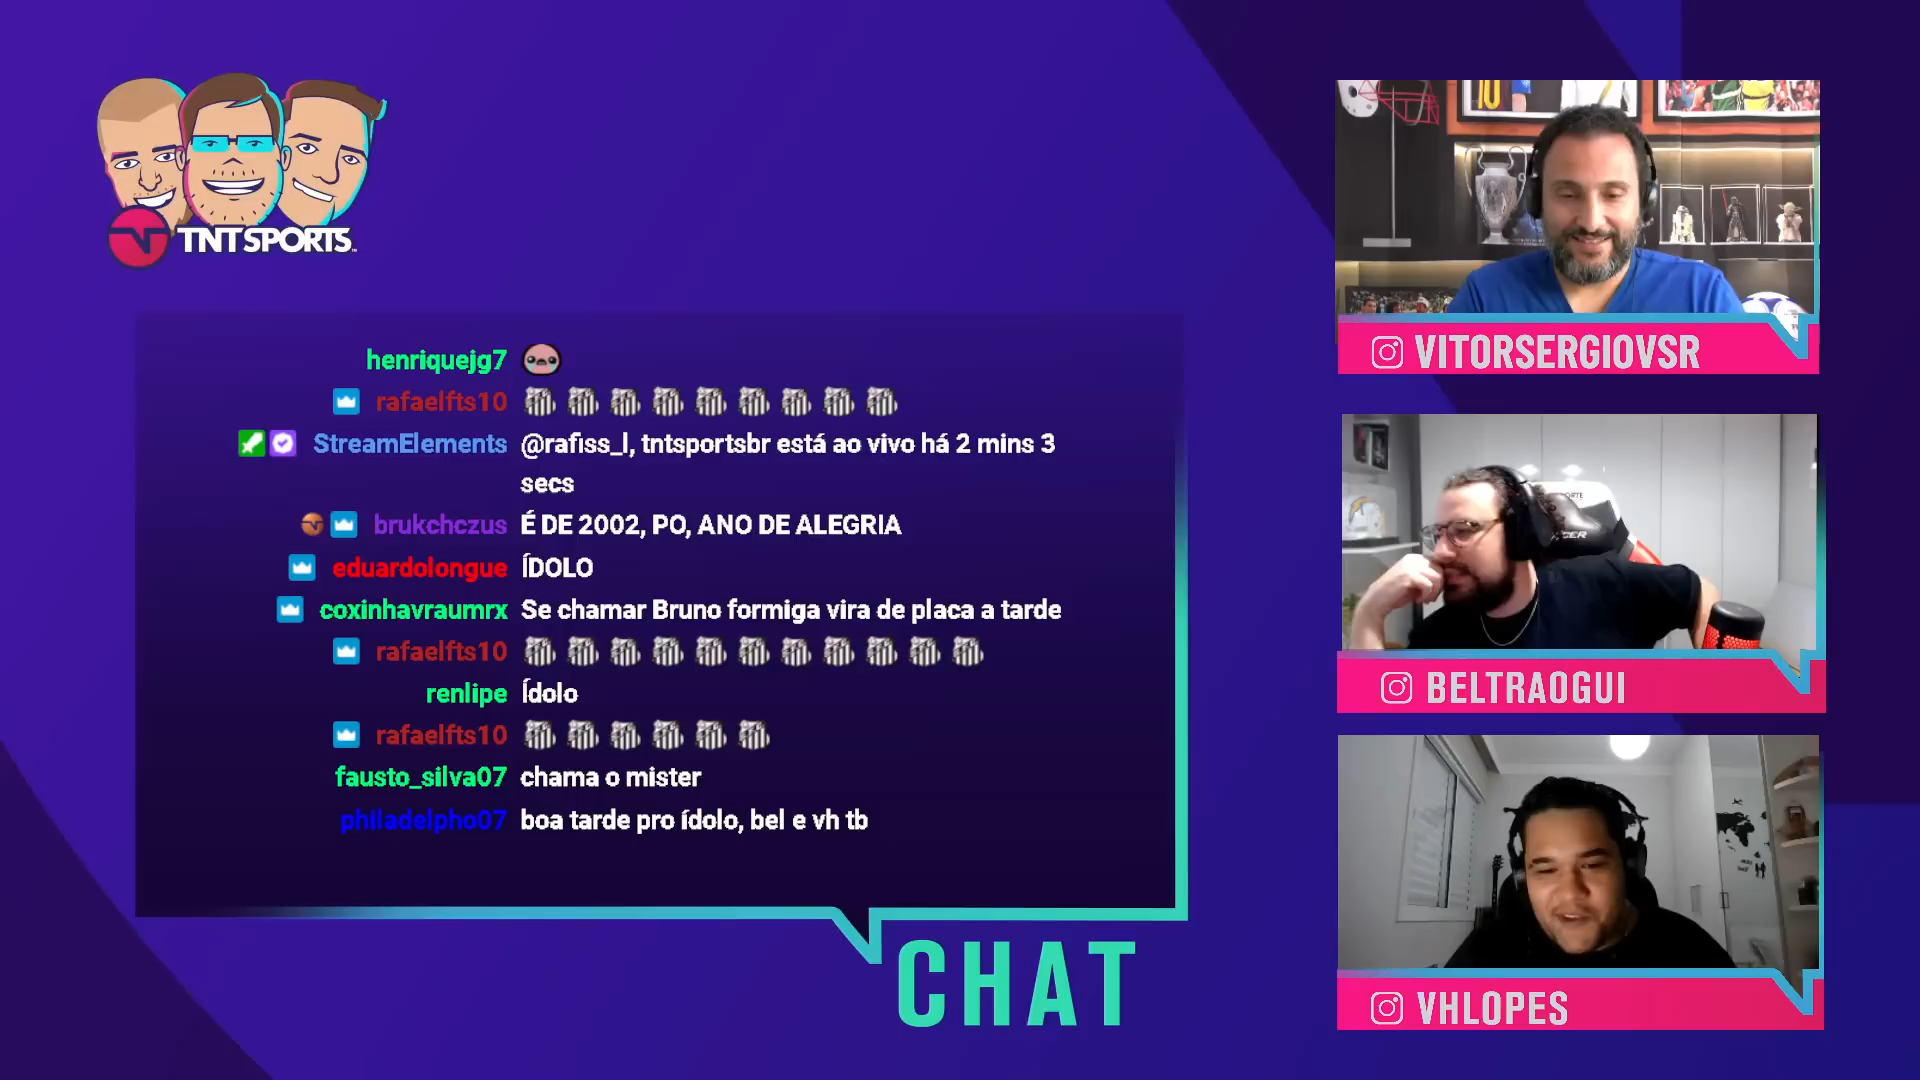 TNT SPORTS
henriquejg7
rafaelfts10
StreamElements @rafiss_l, tntsportsbr está ao vivo há 2 mins 3
secs
brukchczus É DE 2002, PO, ANO DE ALEGRIA
eduardolongue ÍDOLO
coxinhavraumrx Se chamar Bruno formiga vira de placa a tarde
rafaelfts10
renlipe Ídolo
rafaelfts10
fausto_silva07 chama o mister
philadelpho07 boa tarde pro ídolo, bel e vh tb
CHAT
10
VITORSERGIOVSR
BELTRAOGUI
VHLOPES